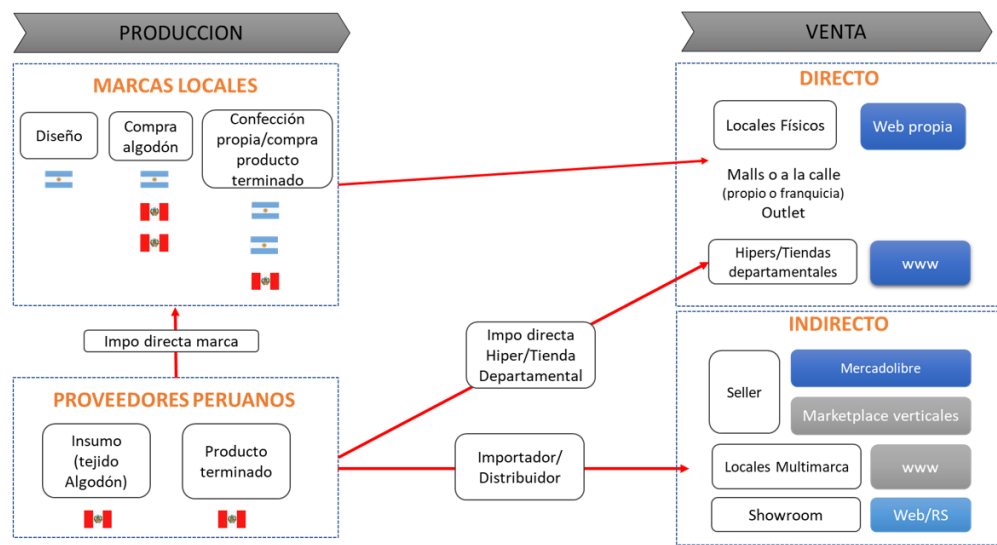 PRODUCCION
MARCAS LOCALES
Diseño
Compra
algodón
Confección
propia/compra
producto
terminado
Impo directa marca
PROVEEDORES PERUANOS
Insumo
(tejido
Algodón)
Producto
terminado
Impo directa
Hiper/Tienda
Departamental
Importador/
Distribuidor
VENTA
DIRECTO
Locales Físicos
Web propia
Malls o a la calle
(propio o franquicia)
Outlet
Hipers/Tiendas
departamentales
www
INDIRECTO
Seller
Mercadolibre
Marketplace verticales
Locales Multimarca
www
Showroom
Web/RS